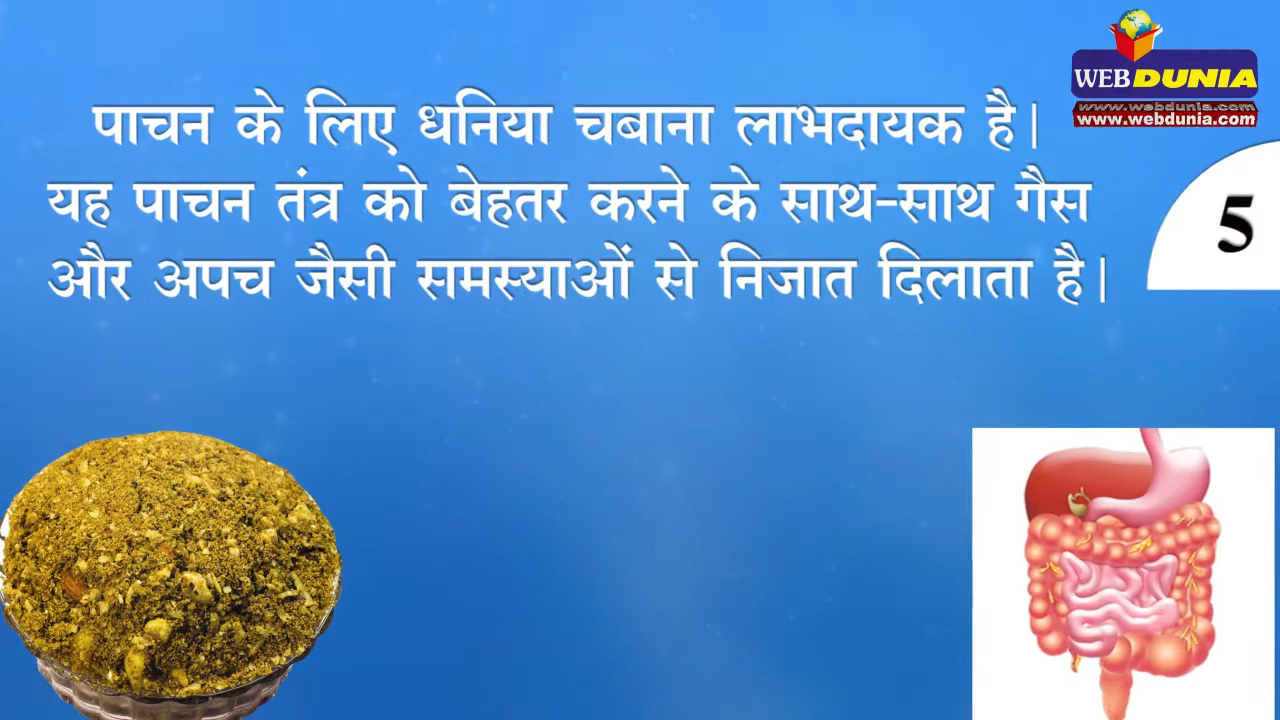 WEBDUNIA
www.webdunia.com
www.webdunia.com
पाचन के लिए धनिया चबाना लाभदायक है|
यह पाचन तंत्र को बेहतर करने के साथ-साथ गैस
और अपच जैसी समस्याओं से निजात दिलाता है|
5